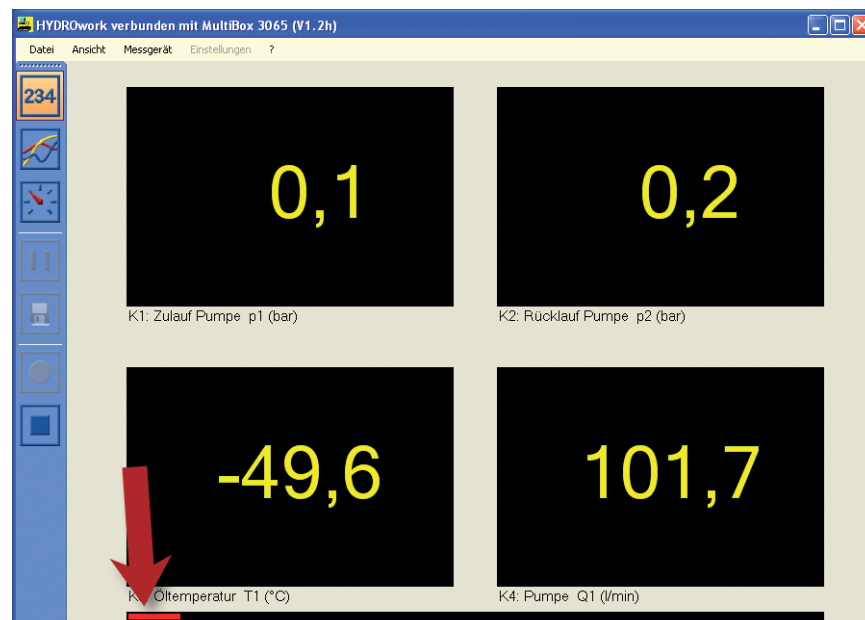 HYDROwork verbunden mit MultiBox 3065 (V1.2h)
Datei Ansicht Messgerät Einstellungen ?
234
0,1 0,2
K1: Zulauf Pumpe p1 (bar) K2: Rücklauf Pumpe p2 (bar)
-49,6 101,7
Öltemperatur T1 (°C) K4: Pumpe Q1 (l/min)